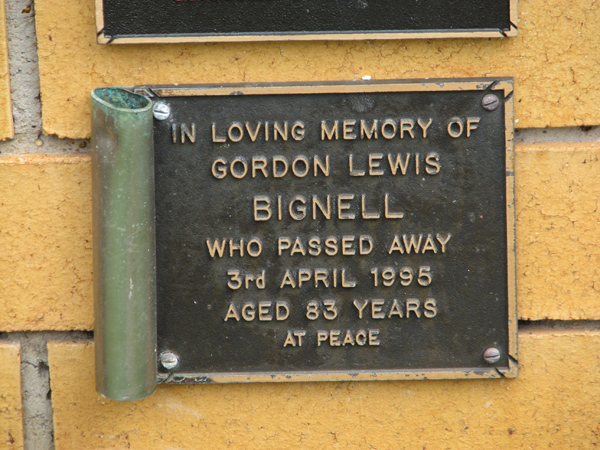 IN LOVING MEMORY OF
GORDON LEWIS
BIGNELL
WHO PASSED AWAY
3rd APRIL 1995
AGED 83 YEARS
AT PEACE